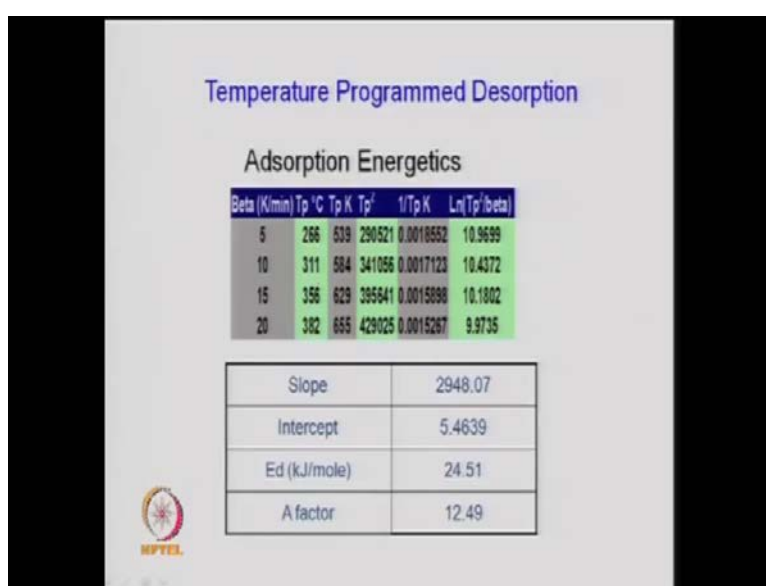 Temperature Programmed Desorption
Adsorption Energetics
Beta (K/min) Tp °C Tp K Tp² 1/Tp K Ln(Tp²/beta)
5 266 539 290521 0.0018552 10.9699
10 311 584 341056 0.0017123 10.4372
15 356 629 395641 0.0015898 10.1802
20 382 655 429025 0.0015267 9.9735
Slope 2948.07
Intercept 5.4639
Ed (kJ/mole) 24.51
A factor 12.49
NPTEL